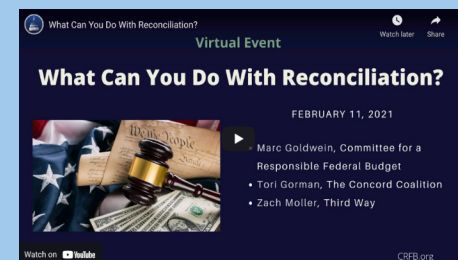 What Can You Do With Reconciliation?
Watch later
Share
Virtual Event
What Can You Do With Reconciliation?
FEBRUARY 11, 2021
We the People
• Marc Goldwein, Committee for a
Responsible Federal Budget
• Tori Gorman, The Concord Coalition
• Zach Moller, Third Way
Watch on YouTube
CRFB.org